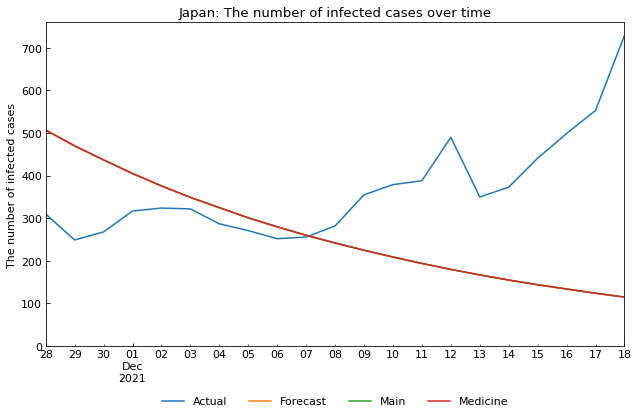 Japan: The number of infected cases over time
The number of infected cases
700
600
500
400
300
200
100
0
28 29 30 01 02 03 04 05 06 07 08 09 10 11 12 13 14 15 16 17 18
Dec
2021
Actual Forecast Main Medicine